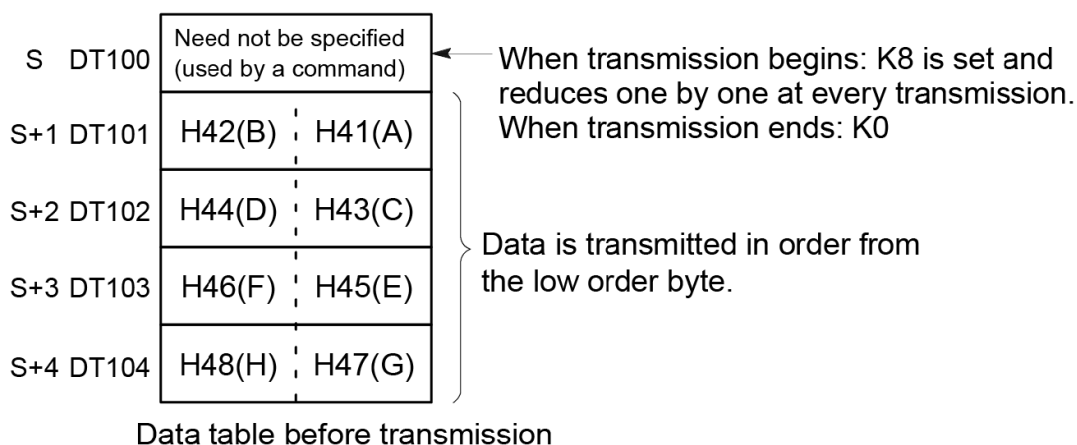 S DT100 Need not be specified
(used by a command)
When transmission begins: K8 is set and
reduces one by one at every transmission.
When transmission ends: K0
S+1 DT101 H42(B) H41(A)
S+2 DT102 H44(D) H43(C)
S+3 DT103 H46(F) H45(E)
S+4 DT104 H48(H) H47(G)
Data is transmitted in order from
the low order byte.
Data table before transmission